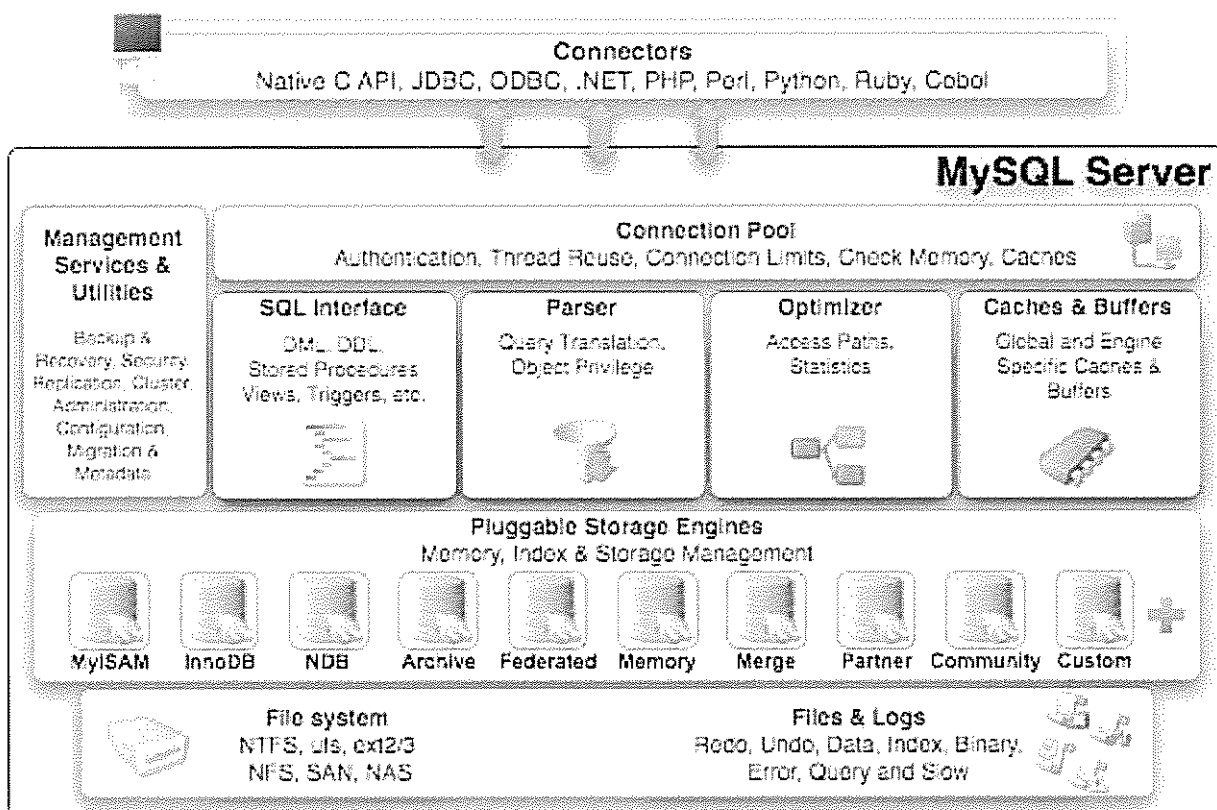 Connectors
Native C API, JDBC, ODBC, .NET, PHP, Perl, Python, Ruby, Cobol
MySQL Server
Management
Services &
Utilities
Backup &
Recovery, Security,
Replication, Cluster,
Administration,
Configuration,
Migration &
Metadata
Connection Pool
Authentication, Thread Reuse, Connection Limits, Check Memory, Caches
SQL Interface
DML, DDL,
Stored Procedures
Views, Triggers, etc.
Parser
Query Translation,
Object Privilege
Optimizer
Access Paths,
Statistics
Caches & Buffers
Global and Engine
Specific Caches &
Buffers
Pluggable Storage Engines
Memory, Index & Storage Management
MyISAM
InnoDB
NDB
Archive
Federated
Memory
Merge
Partner
Community
Custom
File system
NTFS, ufs, ext2/3
NFS, SAN, NAS
Files & Logs
Redo, Undo, Data, Index, Binary,
Error, Query and Slow